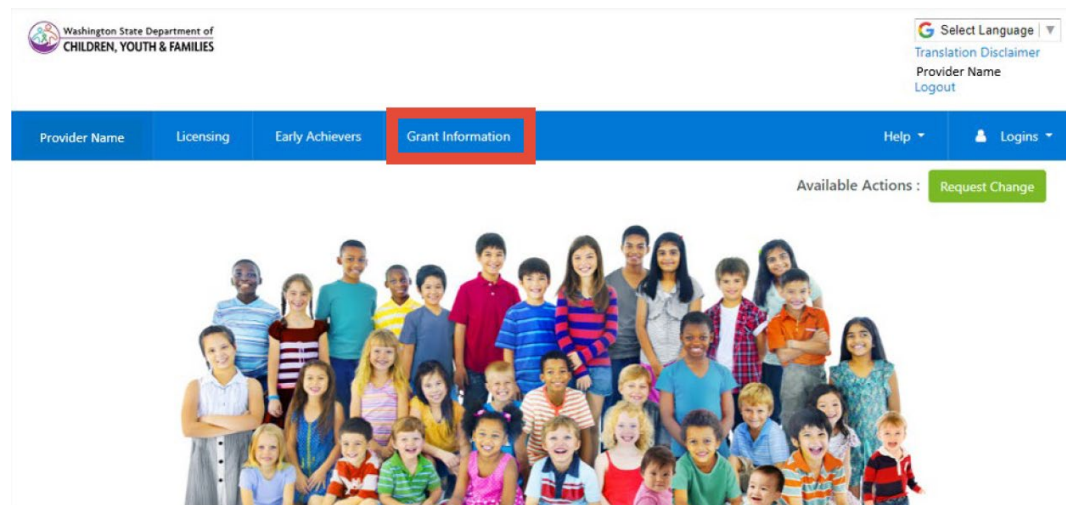 Washington State Department of
CHILDREN, YOUTH & FAMILIES
Select Language
Translation Disclaimer
Provider Name
Logout
Provider Name Licensing Early Achievers Grant Information Help Logins
Available Actions : Request Change